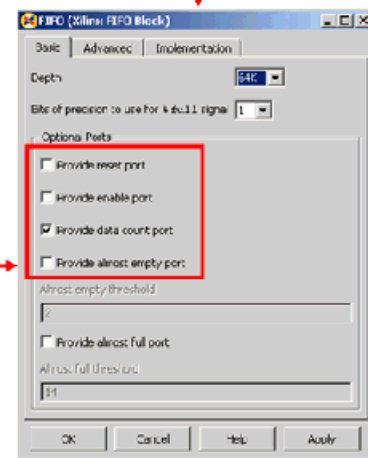 FIFO (Xilinx FIFO Block)
Basic Advanced Implementation
Depth 64K
Bits of precision to use for %full signal 1
Optional Ports
Provide reset port
Provide enable port
Provide data count port
Provide almost empty port
Almost empty threshold
2
Provide almost full port
Almost full threshold
14
OK Cancel Help Apply